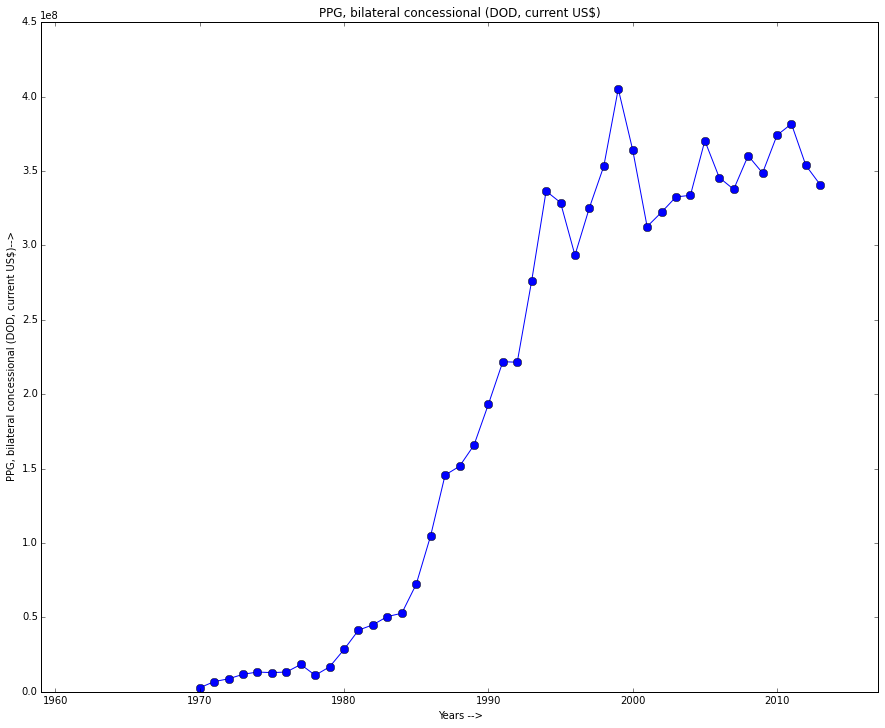 PPG, bilateral concessional (DOD, current US$)
1e8
4.5
4.0
3.5
3.0
2.5
2.0
1.5
1.0
0.5
0.0
PPG, bilateral concessional (DOD, current US$)-->
1960 1970 1980 1990 2000 2010
Years -->